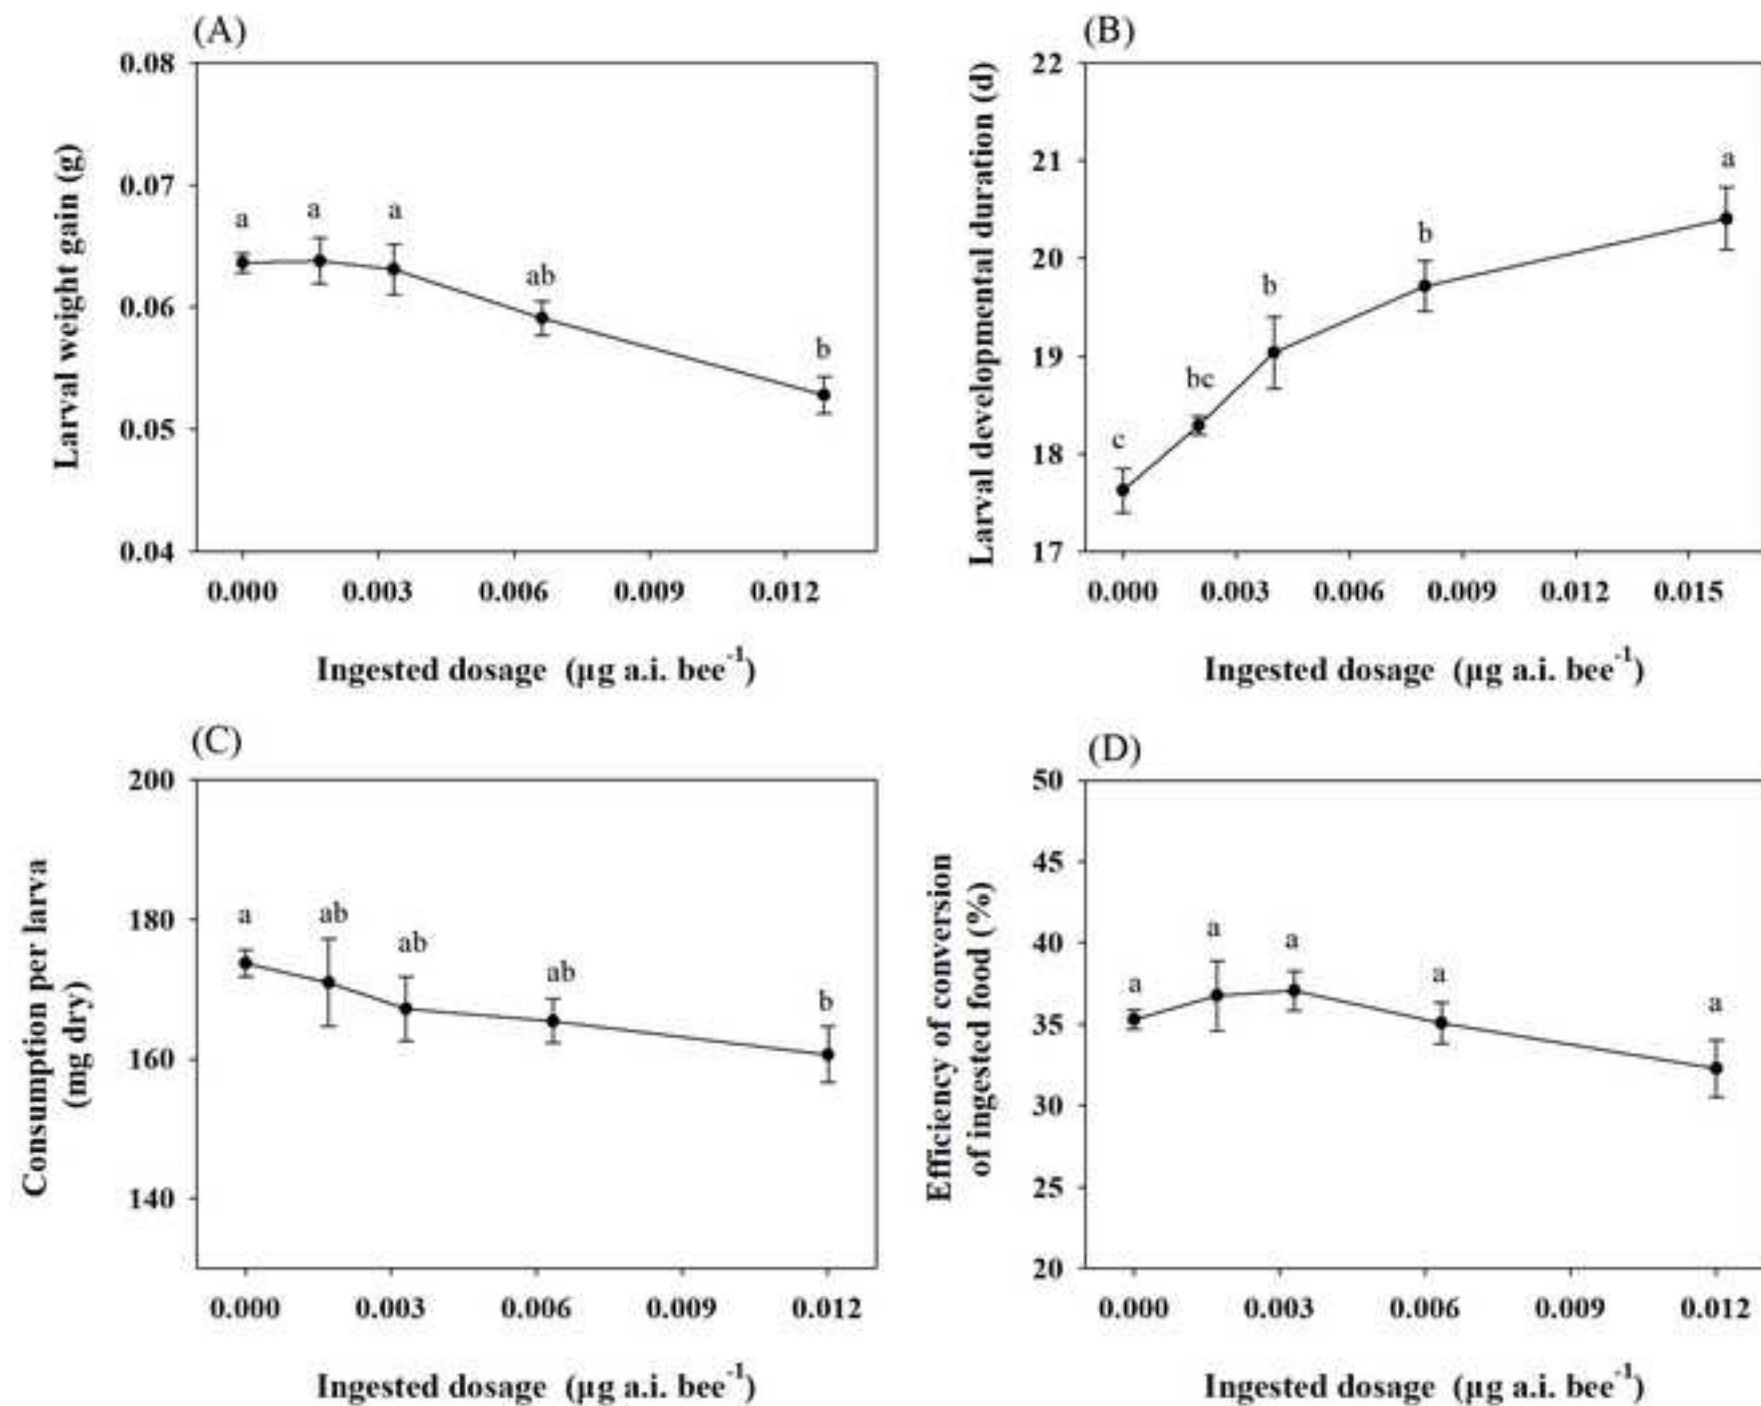 (A)
0.08
0.07
0.06
0.05
0.04
Larval weight gain (g)
a
a
a
ab
b
0.000 0.003 0.006 0.009 0.012
Ingested dosage (µg a.i. bee⁻¹)
(B)
22
21
20
19
18
17
Larval developmental duration (d)
c
bc
b
b
a
0.000 0.003 0.006 0.009 0.012 0.015
Ingested dosage (µg a.i. bee⁻¹)
(C)
200
180
160
140
Consumption per larva
(mg dry)
a
ab
ab
ab
b
0.000 0.003 0.006 0.009 0.012
Ingested dosage (µg a.i. bee⁻¹)
(D)
50
45
40
35
30
25
20
Efficiency of conversion
of ingested food (%)
a
a
a
a
a
0.000 0.003 0.006 0.009 0.012
Ingested dosage (µg a.i. bee⁻¹)